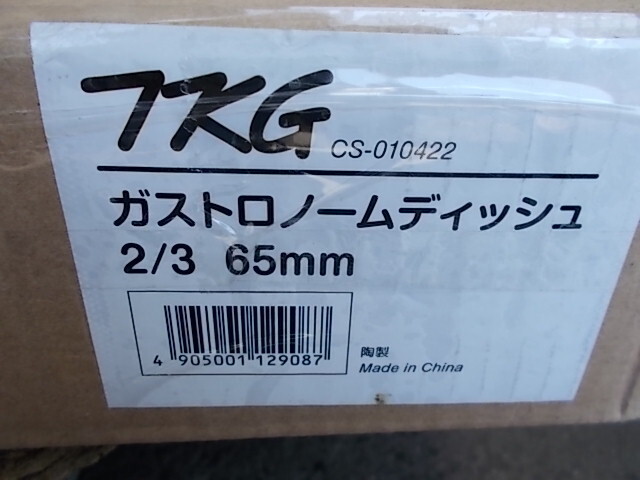 TKG CS-010422
ガストロノームディッシュ
2/3 65mm
4 905001 129087
陶製
Made in China